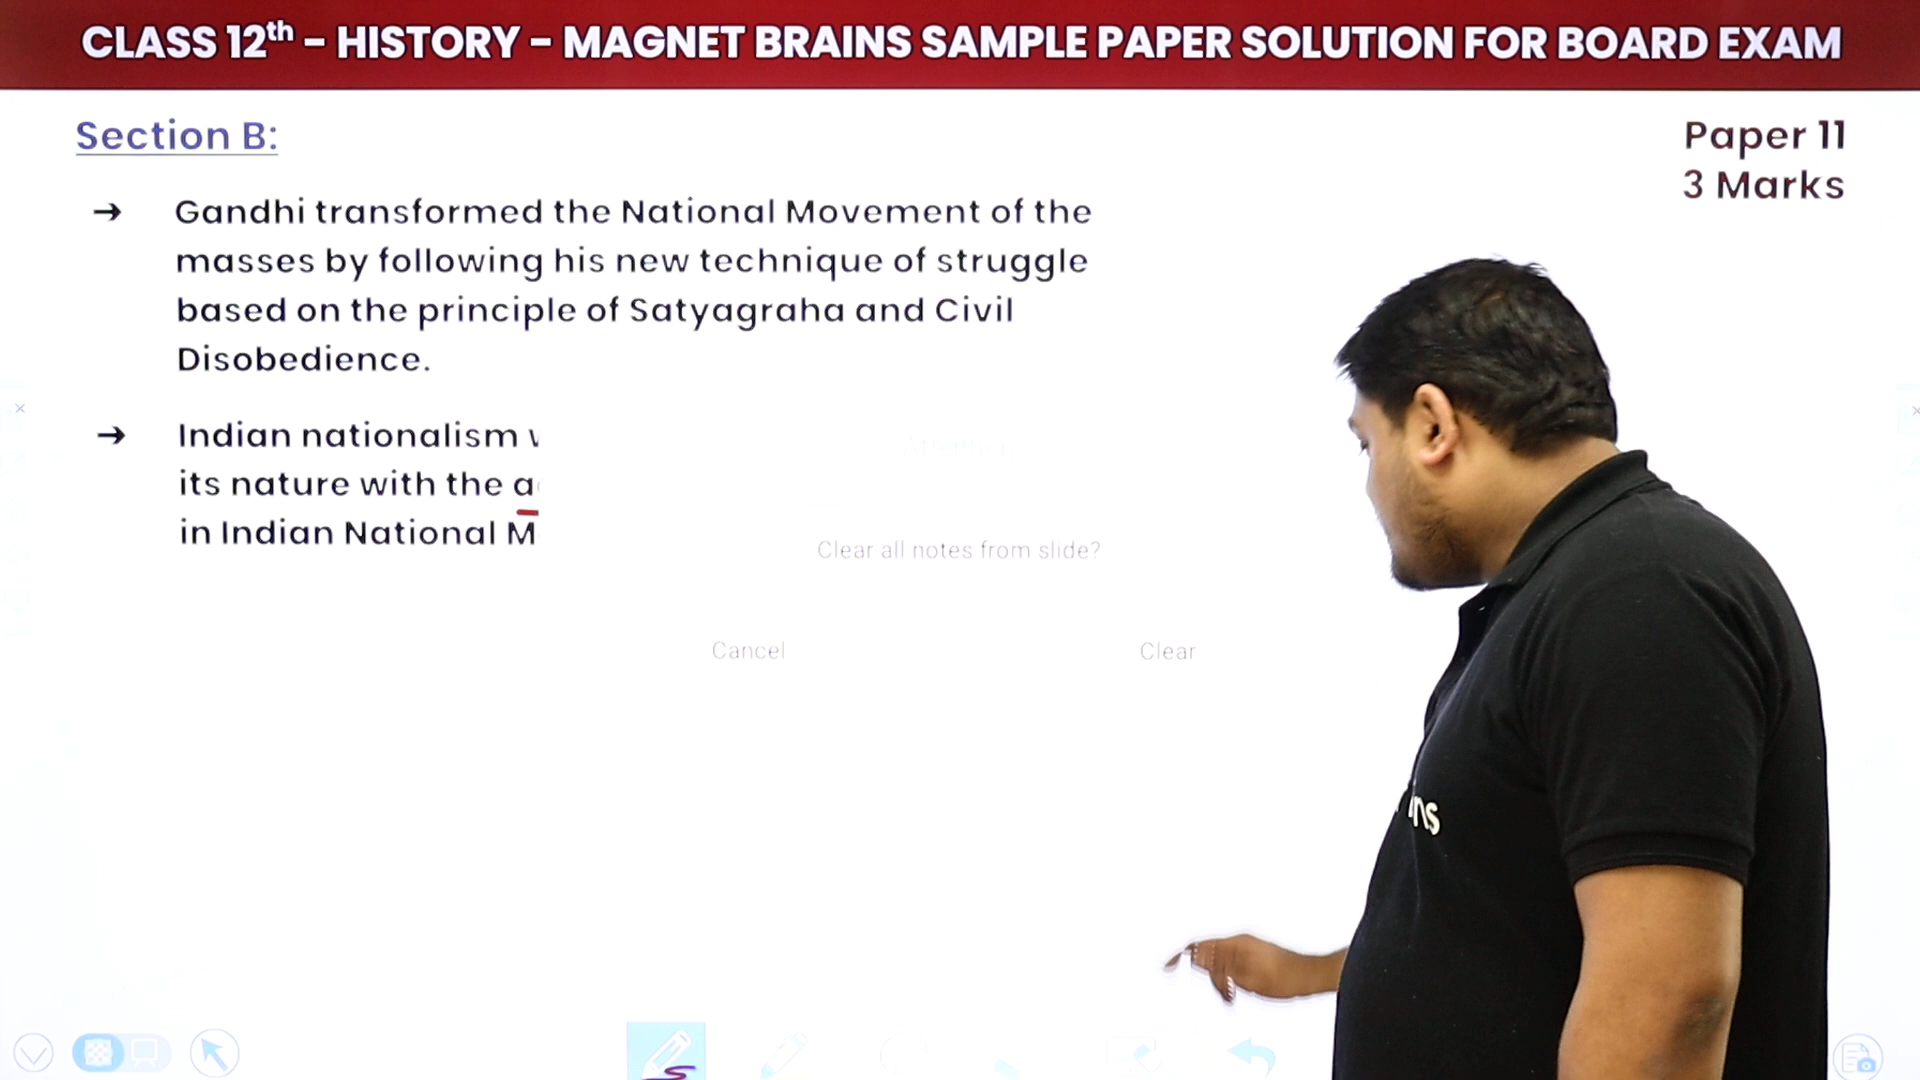 CLASS 12th - HISTORY - MAGNET BRAINS SAMPLE PAPER SOLUTION FOR BOARD EXAM
Section B:
Paper 11
3 Marks
→ Gandhi transformed the National Movement of the
masses by following his new technique of struggle
based on the principle of Satyagraha and Civil
Disobedience.
→ Indian nationalism
its nature with the
in Indian National M
Clear all notes from slide?
Cancel Clear